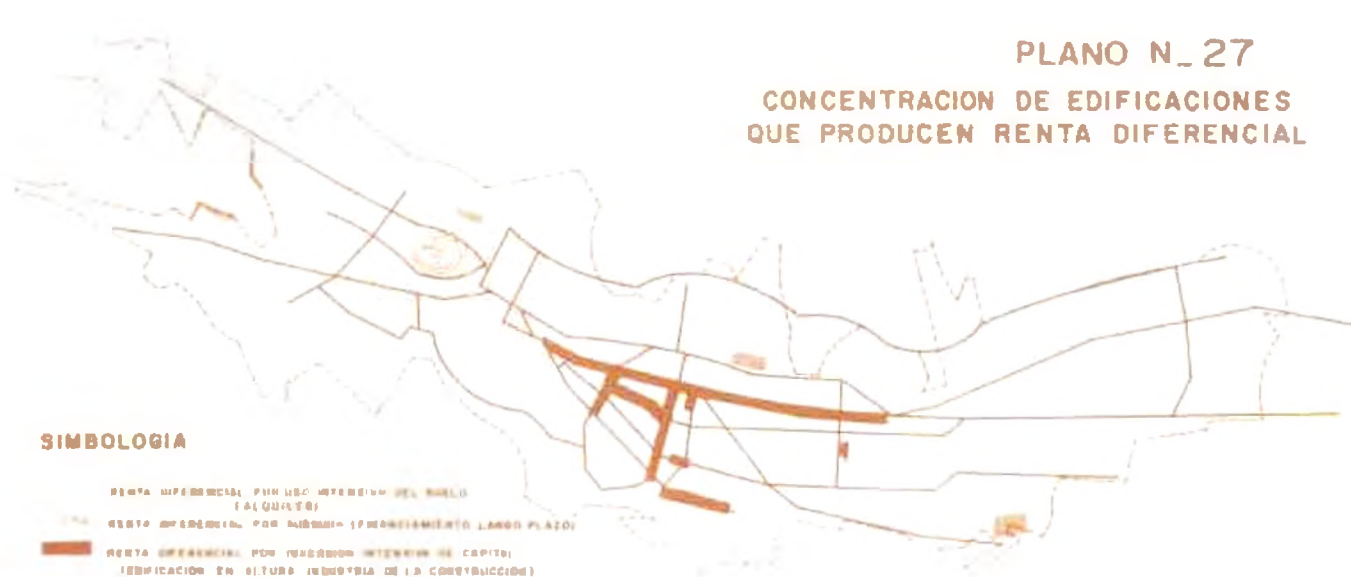 PLANO N_ 27
CONCENTRACION DE EDIFICACIONES
QUE PRODUCEN RENTA DIFERENCIAL
SIMBOLOGIA
RENTA DIFERENCIAL POR USO INTENSIVO DEL SUELO
(ALQUILER)
RENTA DIFERENCIAL POR SUBSIDIO (FINANCIAMIENTO LARGO PLAZO)
RENTA DIFERENCIAL POR INVERSION INTENSIVA DE CAPITAL
(EDIFICACION EN ALTURA INDUSTRIA DE LA CONSTRUCCION)